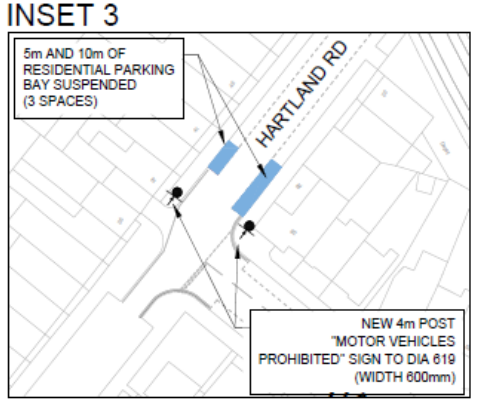 INSET 3
5m AND 10m OF
RESIDENTIAL PARKING
BAY SUSPENDED
(3 SPACES)
HARTLAND RD
NEW 4m POST
"MOTOR VEHICLES
PROHIBITED" SIGN TO DIA 619
(WIDTH 600mm)